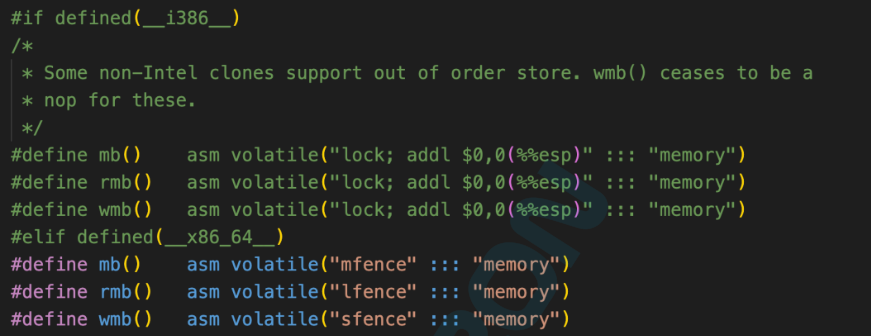 #if defined(__i386__)
/*
 * Some non-Intel clones support out of order store. wmb() ceases to be a
 * nop for these.
 */
#define mb()    asm volatile("lock; addl $0,0(%%esp)" ::: "memory")
#define rmb()   asm volatile("lock; addl $0,0(%%esp)" ::: "memory")
#define wmb()   asm volatile("lock; addl $0,0(%%esp)" ::: "memory")
#elif defined(__x86_64__)
#define mb()    asm volatile("mfence" ::: "memory")
#define rmb()   asm volatile("lfence" ::: "memory")
#define wmb()   asm volatile("sfence" ::: "memory")